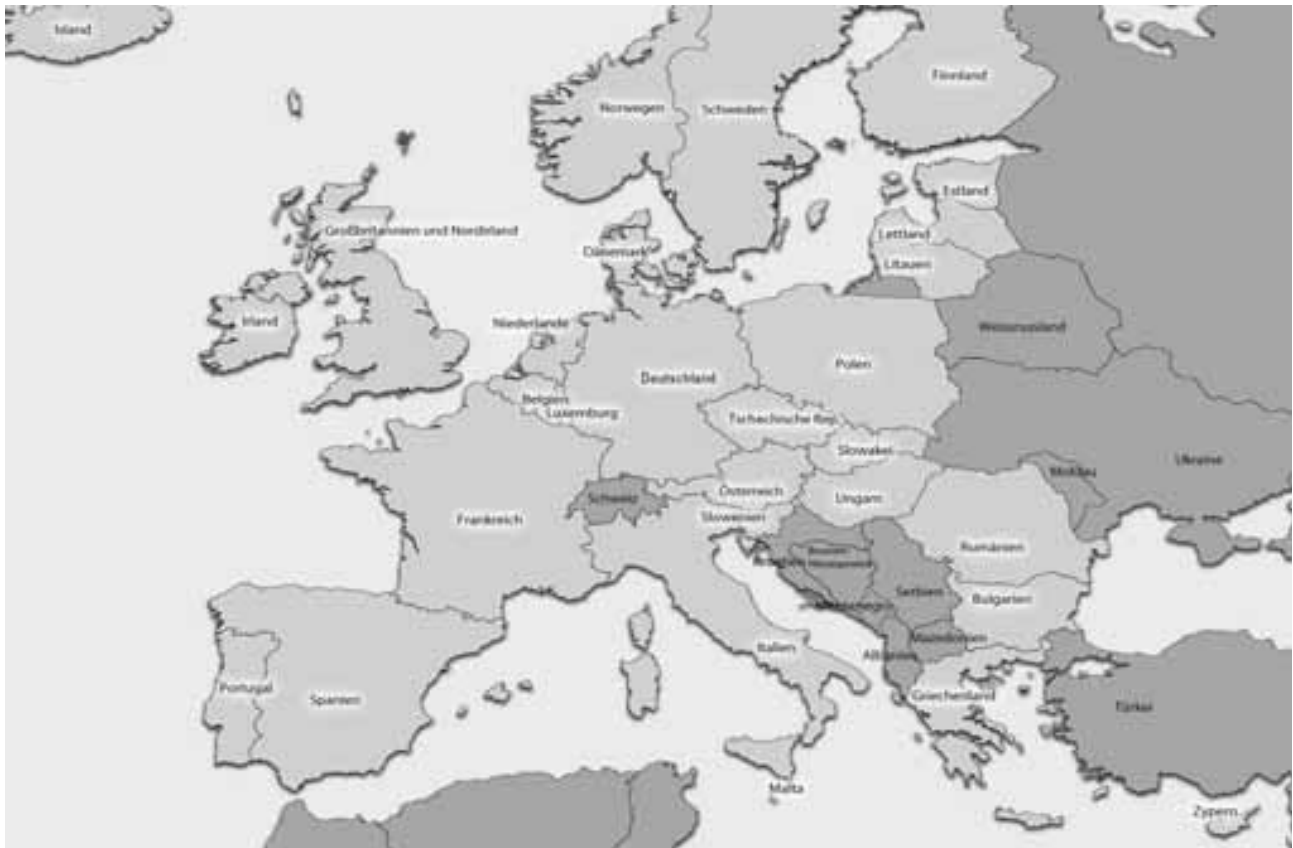 Island
Finnland
Norwegen
Schweden
Estland
Großbritannien und Nordirland
Lettland
Dänemark
Litauen
Irland
Niederlande
Weissrussland
Polen
Deutschland
Belgien
Luxemburg
Tschechische Rep.
Slowakei
Ukraine
Moldau
Schweiz
Österreich
Ungarn
Frankreich
Slowenien
Rumänien
Serbien
Bulgarien
Mazedonien
Italien
Portugal
Spanien
Griechenland
Türkei
Malta
Zypern